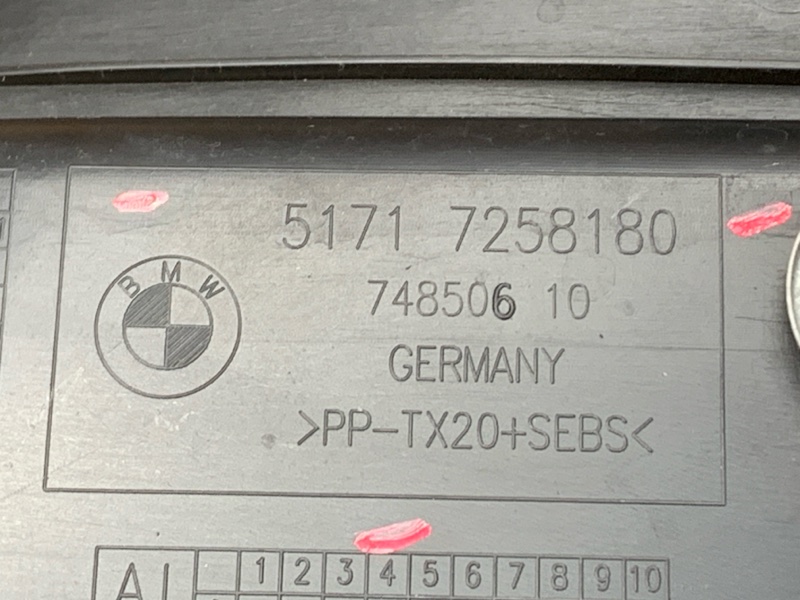 5171 7258180
BMW
748506 10
GERMANY
>PP-TX20+SEBS<
1 2 3 4 5 6 7 8 9 10